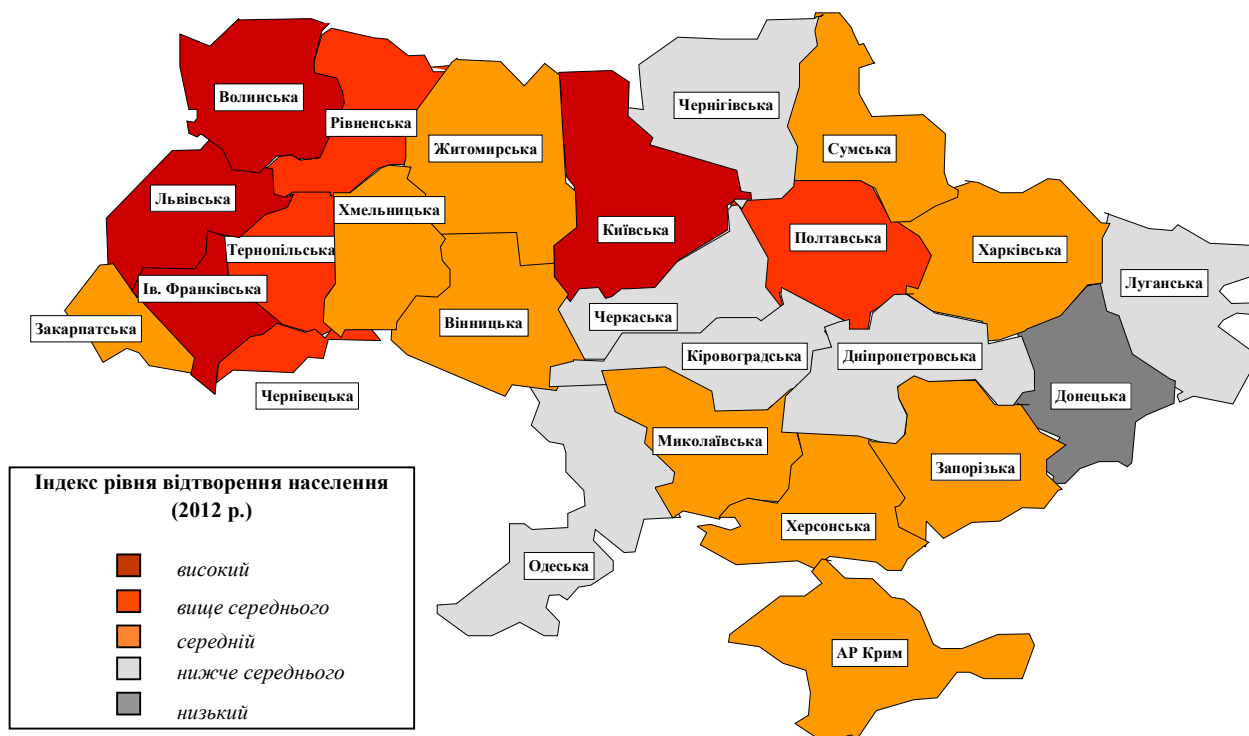 Волинська
Рівненська
Чернігівська
Житомирська
Сумська
Львівська
Хмельницька
Київська
Полтавська
Тернопільська
Харківська
Ів. Франківська
Луганська
Закарпатська
Вінницька
Черкаська
Кіровоградська
Дніпропетровська
Чернівецька
Донецька
Миколаївська
Запорізька
Херсонська
Одеська
АР Крим
Індекс рівня відтворення населення
(2012 р.)
високий
вище середнього
середній
нижче середнього
низький